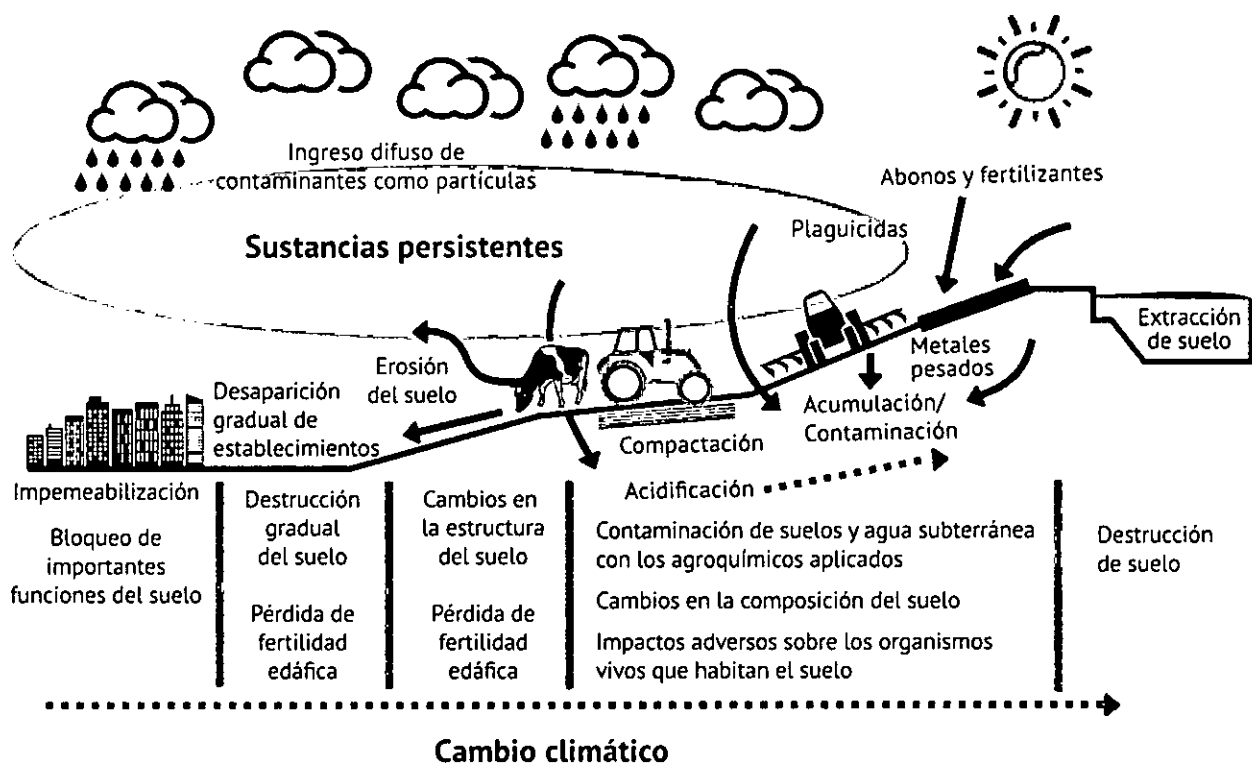 Ingreso difuso de
contaminantes como partículas
Sustancias persistentes
Plaguicidas
Abonos y fertilizantes
Extracción
de suelo
Metales
pesados
Erosión
del suelo
Desaparición
gradual de
establecimientos
Compactación
Acumulación/
Contaminación
Acidificación
Impemeabilización
Bloqueo de
importantes
funciones del suelo
Destrucción
gradual
del suelo
Pérdida de
fertilidad
edáfica
Cambios en
la estructura
del suelo
Pérdida de
fertilidad
edáfica
Contaminación de suelos y agua subterránea
con los agroquímicos aplicados
Cambios en la composición del suelo
Impactos adversos sobre los organismos
vivos que habitan el suelo
Destrucción
de suelo
Cambio climático